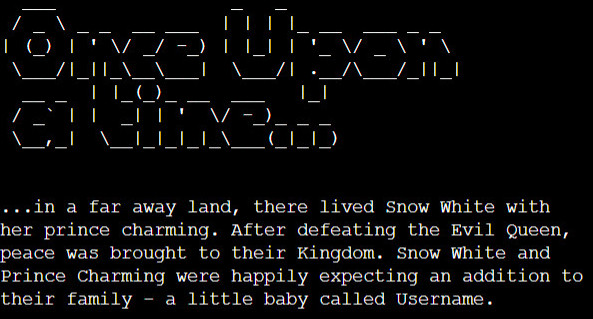 Once Upon
a time...
...in a far away land, there lived Snow White with
her prince charming. After defeating the Evil Queen,
peace was brought to their Kingdom. Snow White and
Prince Charming were happily expecting an addition to
their family - a little baby called Username.